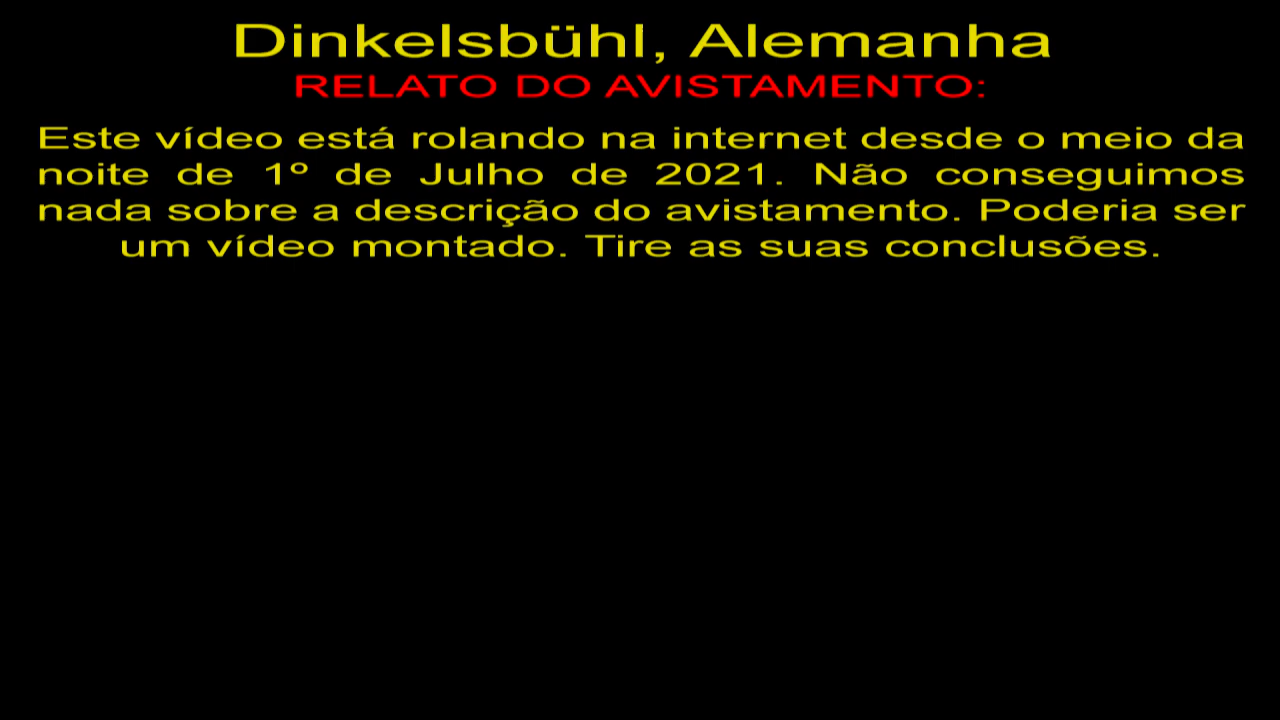 Dinkelsbühl, Alemanha
RELATO DO AVISTAMENTO:
Este vídeo está rolando na internet desde o meio da
noite de 1º de Julho de 2021. Não conseguimos
nada sobre a descrição do avistamento. Poderia ser
um vídeo montado. Tire as suas conclusões.